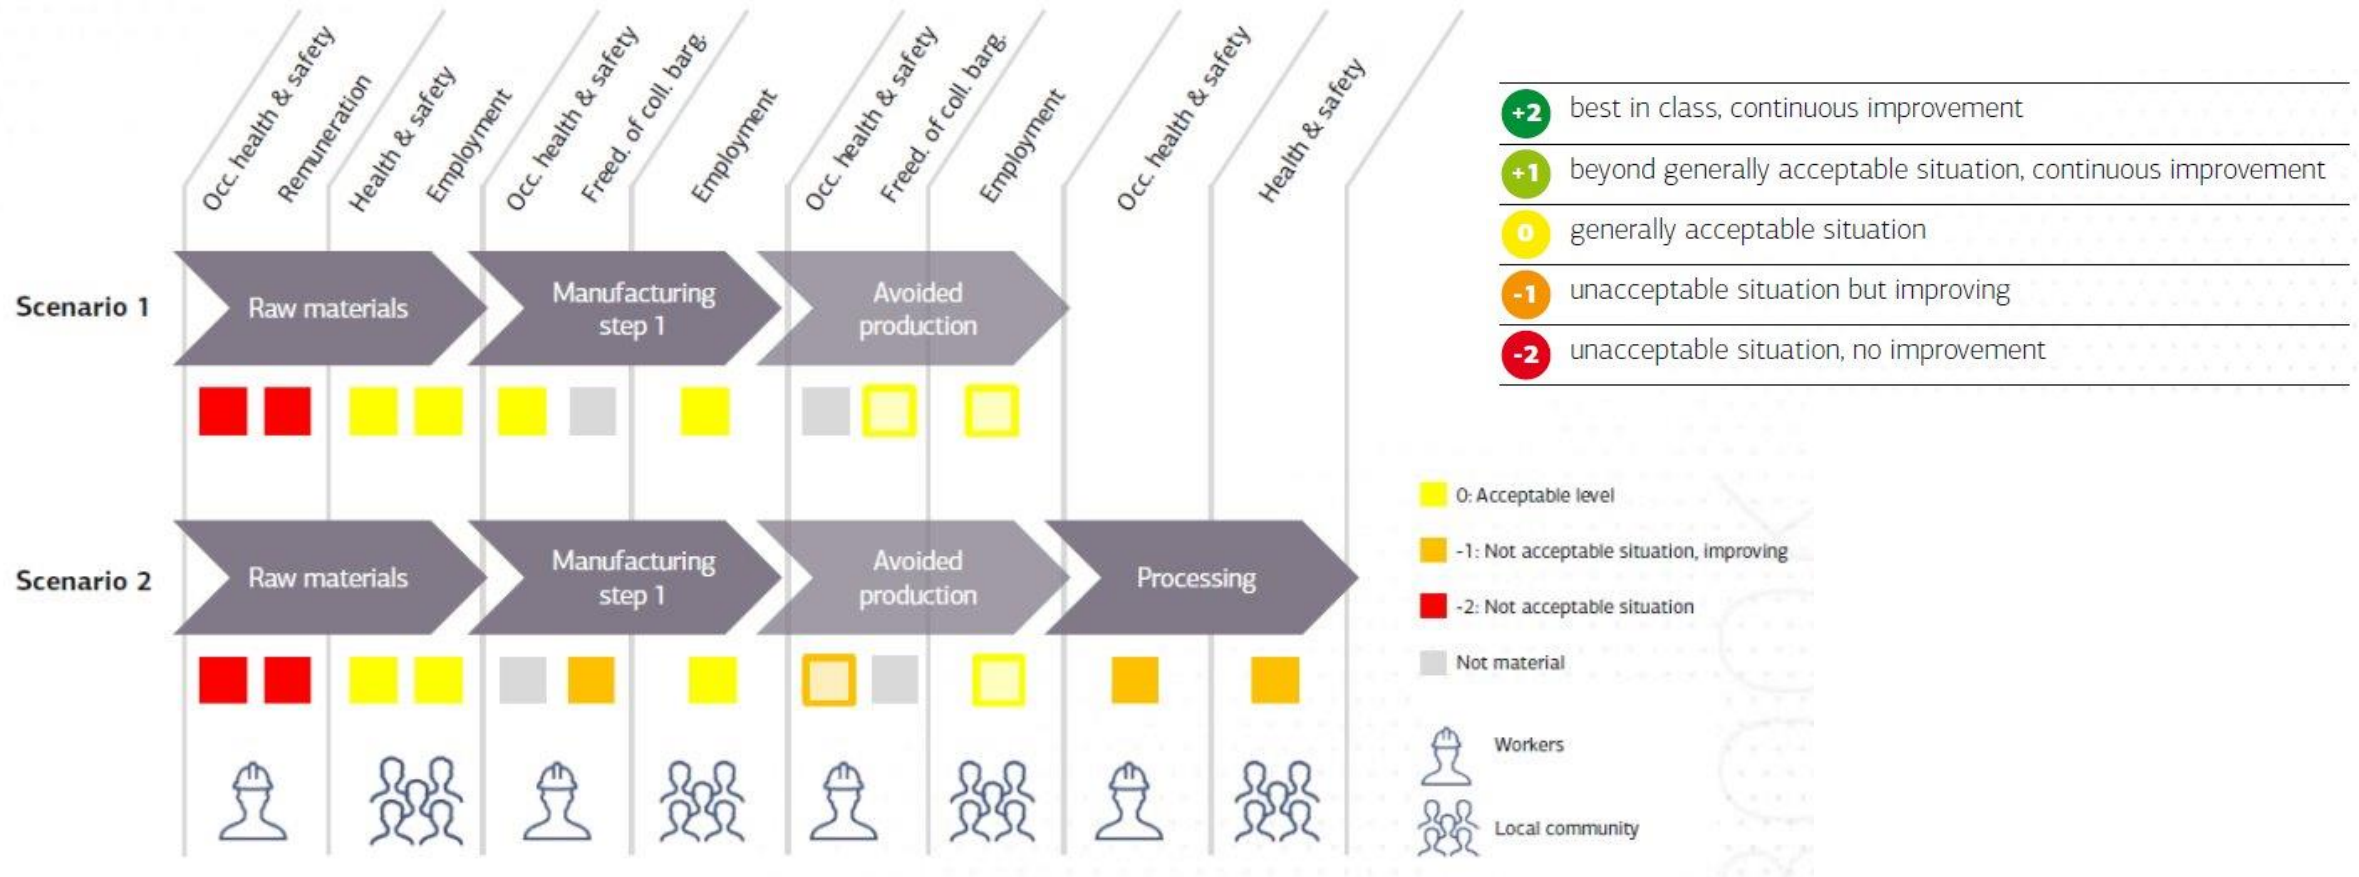 Occ. health & safety
Remuneration
Health & safety
Employment
Occ. health & safety
Freed. of coll. barg.
Employment
Occ. health & safety
Freed. of coll. barg.
Employment
Occ. health & safety
Health & safety
+2 best in class, continuous improvement
+1 beyond generally acceptable situation, continuous improvement
0 generally acceptable situation
-1 unacceptable situation but improving
-2 unacceptable situation, no improvement
Scenario 1
Raw materials
Manufacturing
step 1
Avoided
production
Scenario 2
Raw materials
Manufacturing
step 1
Avoided
production
Processing
0: Acceptable level
-1: Not acceptable situation, improving
-2: Not acceptable situation
Not material
Workers
Local community